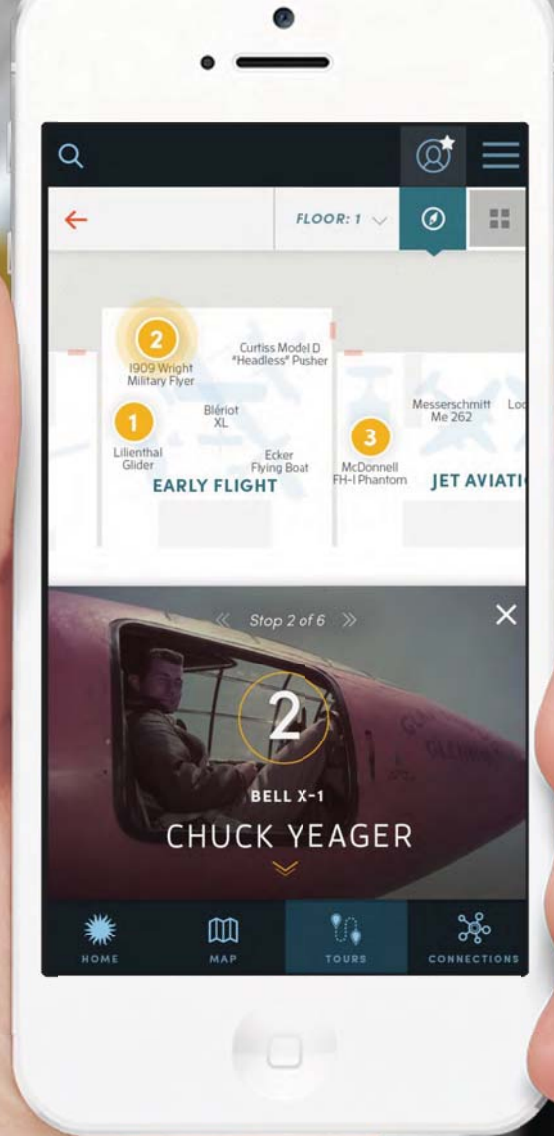 FLOOR: 1
2
1909 Wright
Military Flyer
Curtiss Model D
"Headless" Pusher
1
Lilienthal
Glider
Blériot
XL
Ecker
Flying Boat
EARLY FLIGHT
3
McDonnell
FH-1 Phantom
Messerschmitt
Me 262
Loc
JET AVIATI
Stop 2 of 6
2
BELL X-1
CHUCK YEAGER
HOME
MAP
TOURS
CONNECTIONS